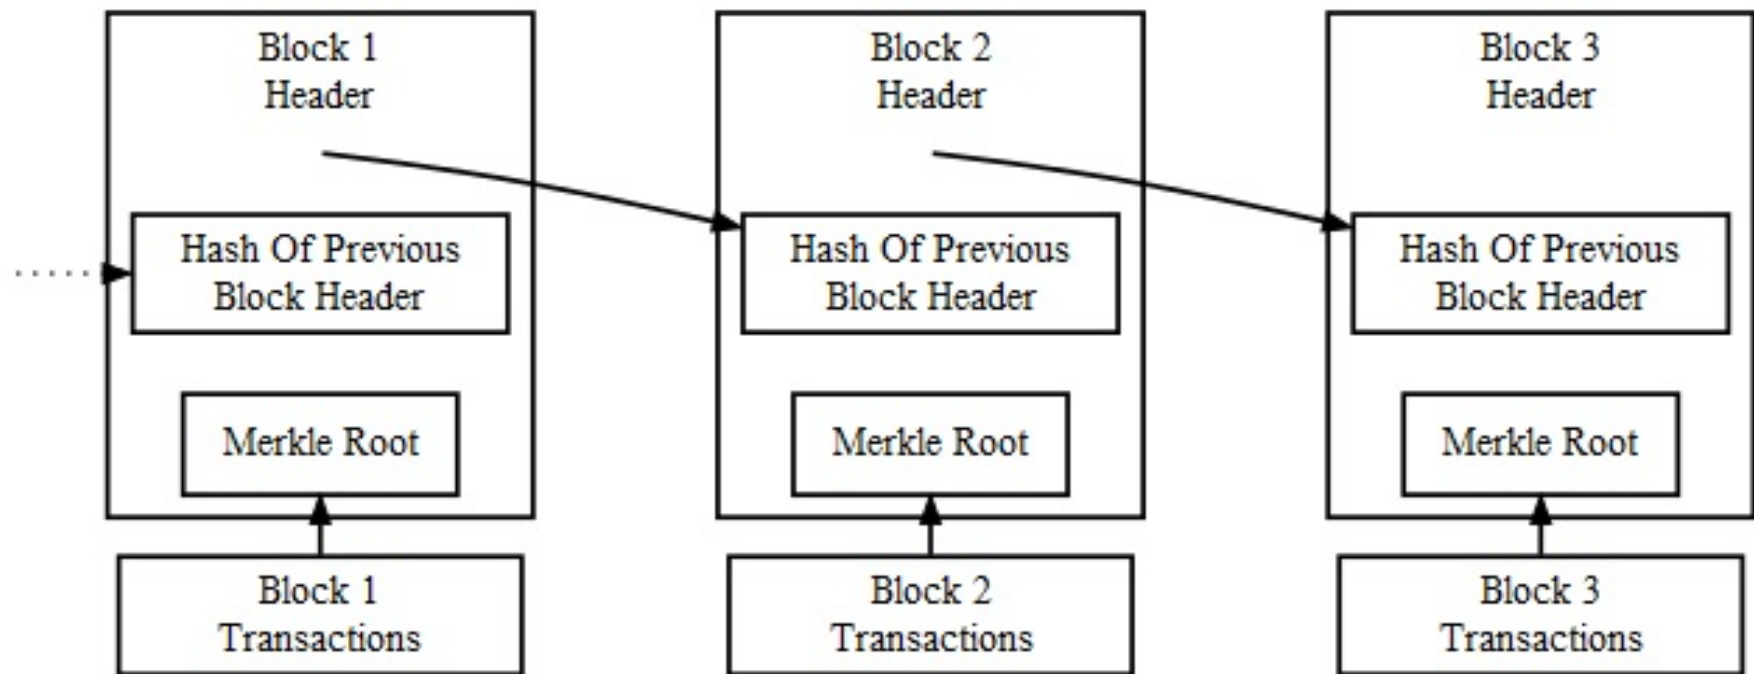 Block 1
Header
Hash Of Previous
Block Header
Merkle Root
Block 1
Transactions
Block 2
Header
Hash Of Previous
Block Header
Merkle Root
Block 2
Transactions
Block 3
Header
Hash Of Previous
Block Header
Merkle Root
Block 3
Transactions